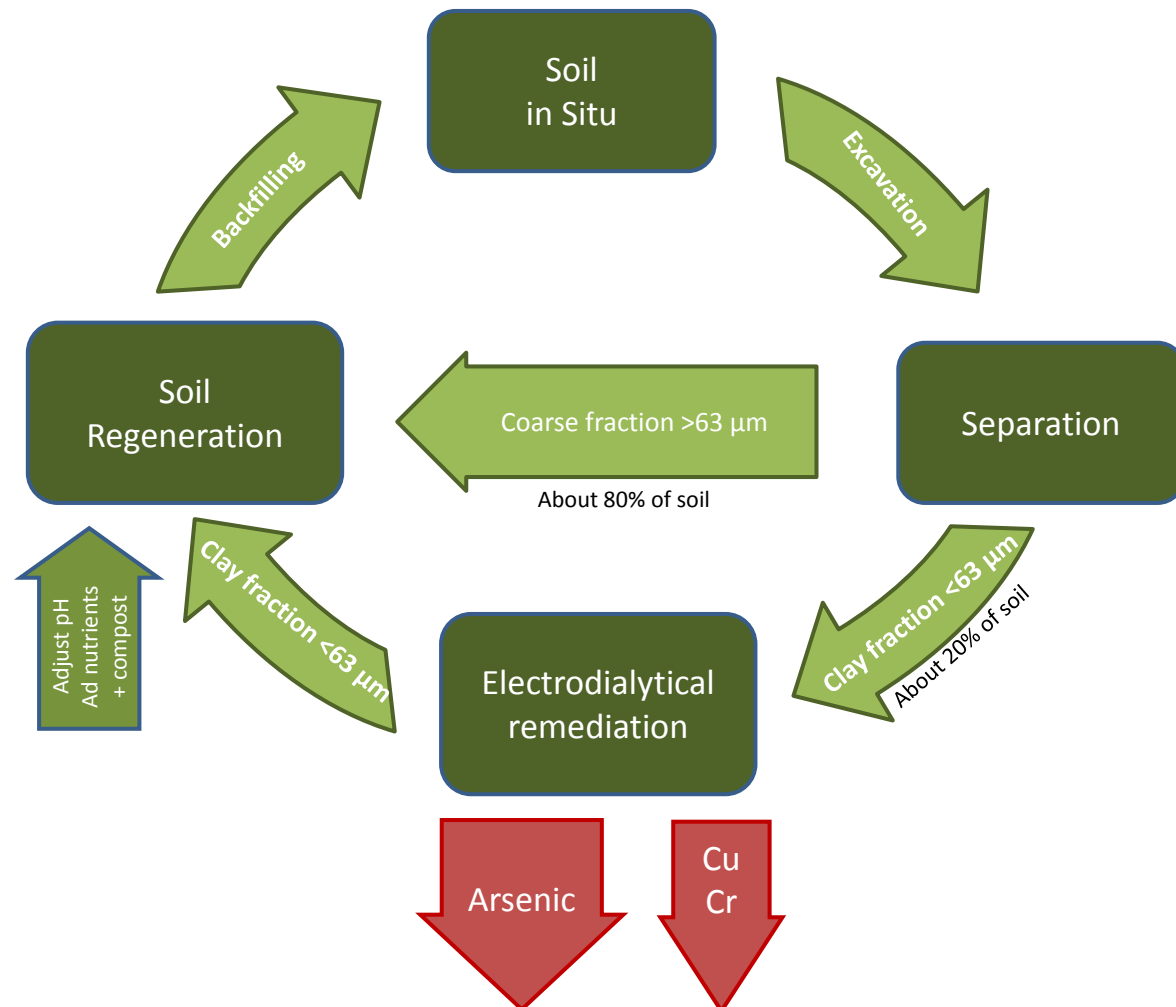 Soil
in Situ
Backfilling
Excavation
Soil
Regeneration
Coarse fraction >63 µm
About 80% of soil
Separation
Clay fraction <63 µm
About 20% of soil
Electrodialytical
remediation
Clay fraction <63 µm
Adjust pH
Ad nutrients
+ compost
Arsenic
Cu
Cr